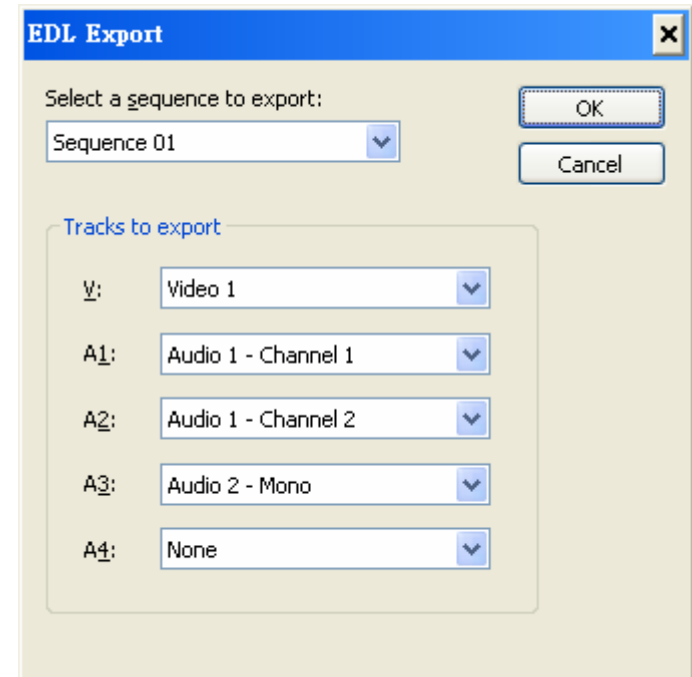 EDL Export
Select a sequence to export:
OK
Sequence 01
Cancel
Tracks to export
V: Video 1
A1: Audio 1 - Channel 1
A2: Audio 1 - Channel 2
A3: Audio 2 - Mono
A4: None